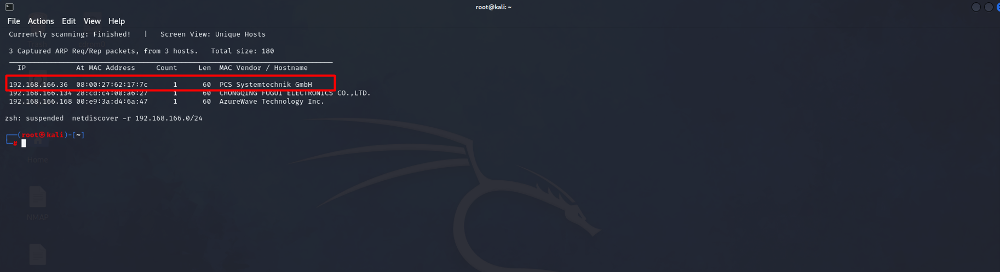 root@kali: ~
File Actions Edit View Help
Currently scanning: Finished! | Screen View: Unique Hosts
3 Captured ARP Req/Rep packets, from 3 hosts. Total size: 180
IP At MAC Address Count Len MAC Vendor / Hostname
192.168.166.36 08:00:27:62:17:7c 1 60 PCS Systemtechnik GmbH
192.168.166.134 28:cd:c4:00:a6:27 1 60 CHONGQING FUGUI ELECTRONICS CO.,LTD.
192.168.166.168 00:e9:3a:d4:6a:47 1 60 AzureWave Technology Inc.
zsh: suspended netdiscover -r 192.168.166.0/24
(root㉿kali)-[~]
#
Home
NMAP